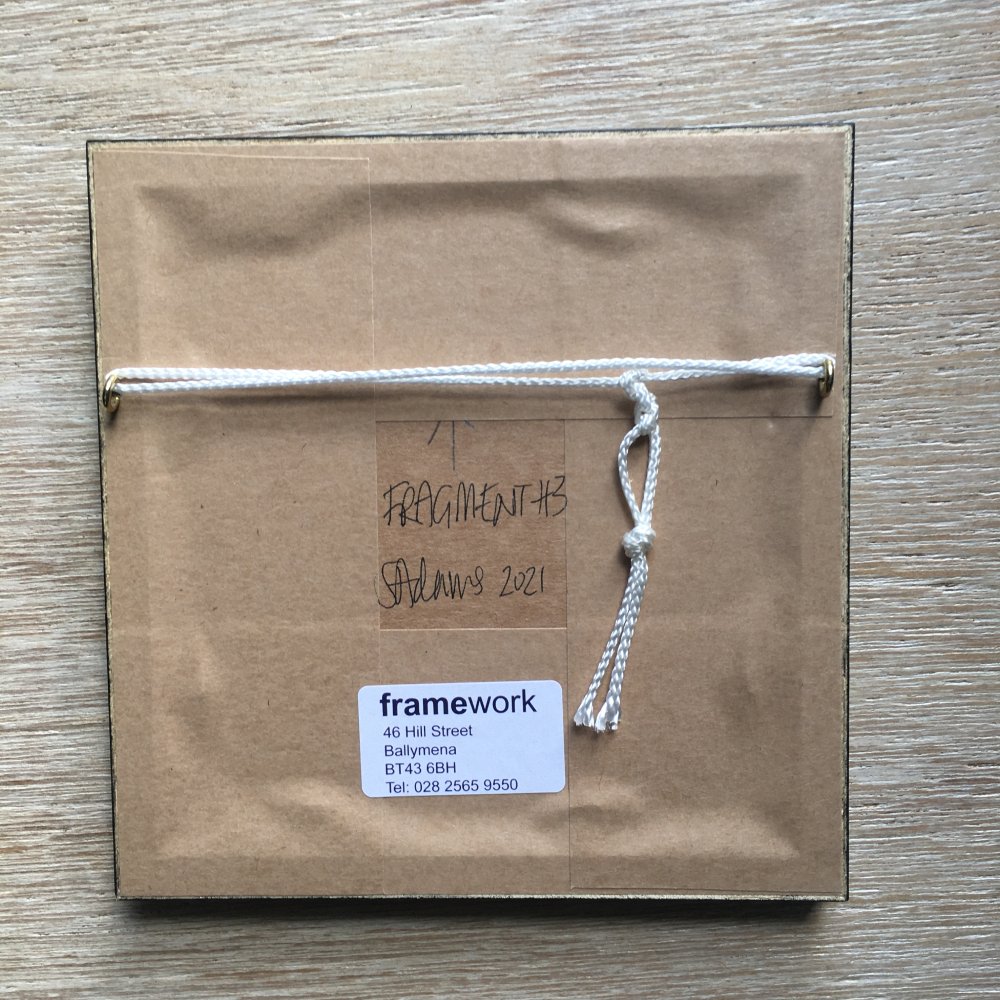 FRAGMENT #3
SAdams 2021
framework
46 Hill Street
Ballymena
BT43 6BH
Tel: 028 2565 9550